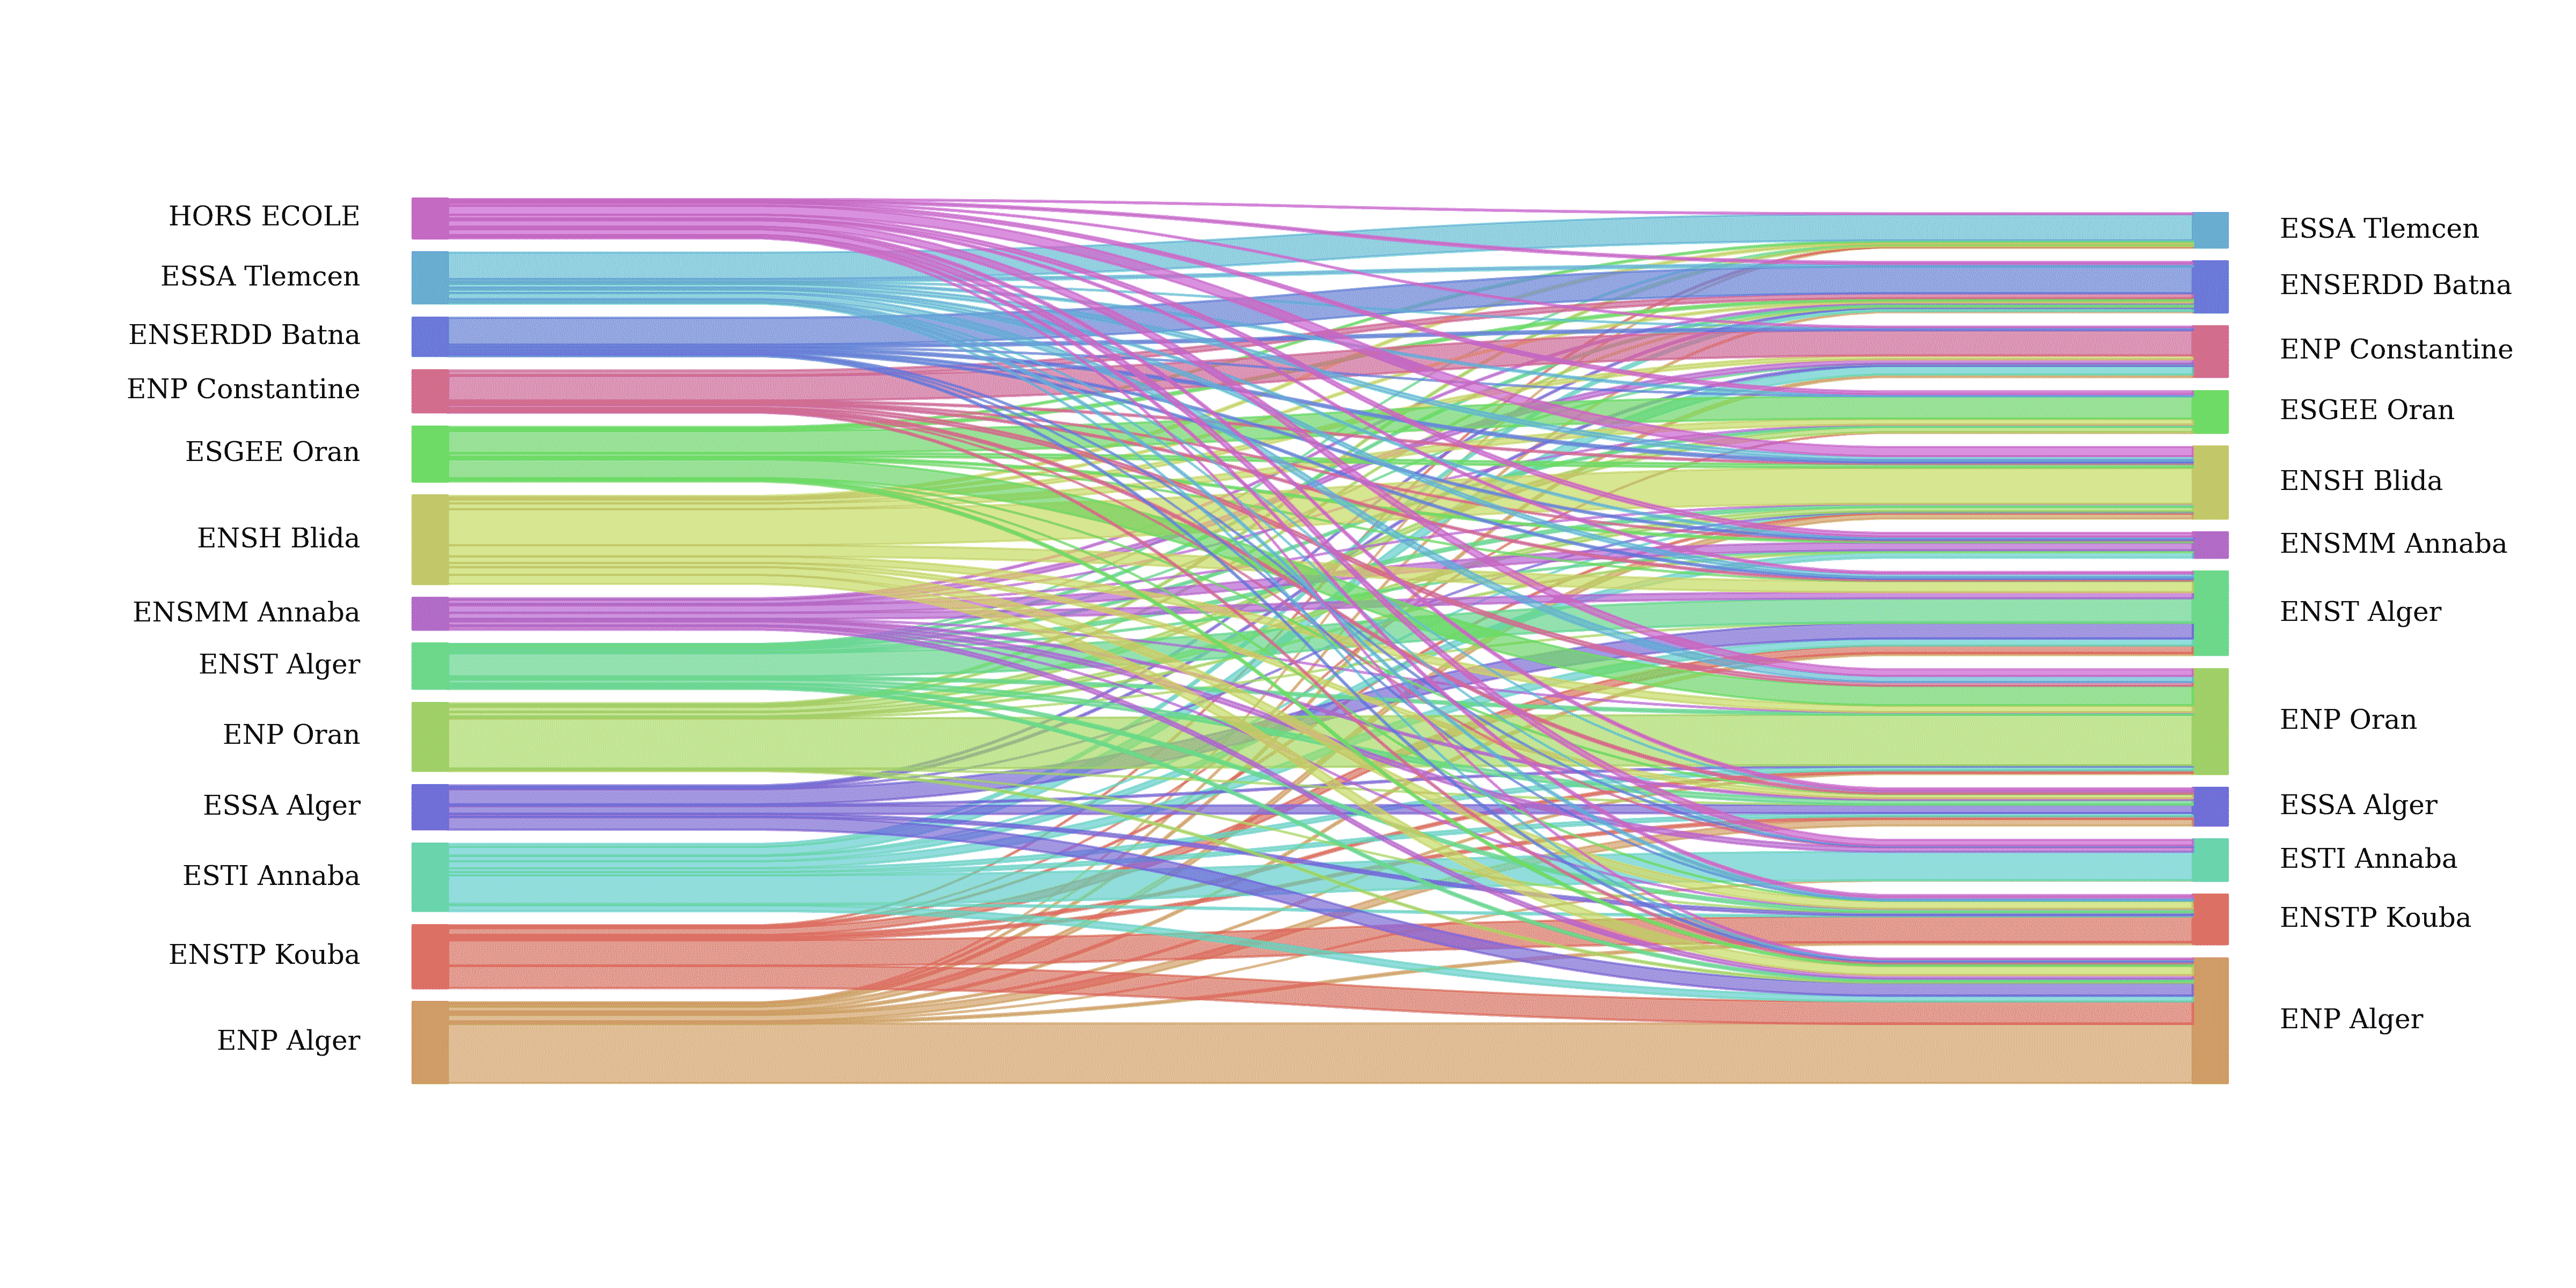 HORS ECOLE
ESSA Tlemcen
ENSERDD Batna
ENP Constantine
ESGEE Oran
ENSH Blida
ENSMM Annaba
ENST Alger
ENP Oran
ESSA Alger
ESTI Annaba
ENSTP Kouba
ENP Alger
ESSA Tlemcen
ENSERDD Batna
ENP Constantine
ESGEE Oran
ENSH Blida
ENSMM Annaba
ENST Alger
ENP Oran
ESSA Alger
ESTI Annaba
ENSTP Kouba
ENP Alger